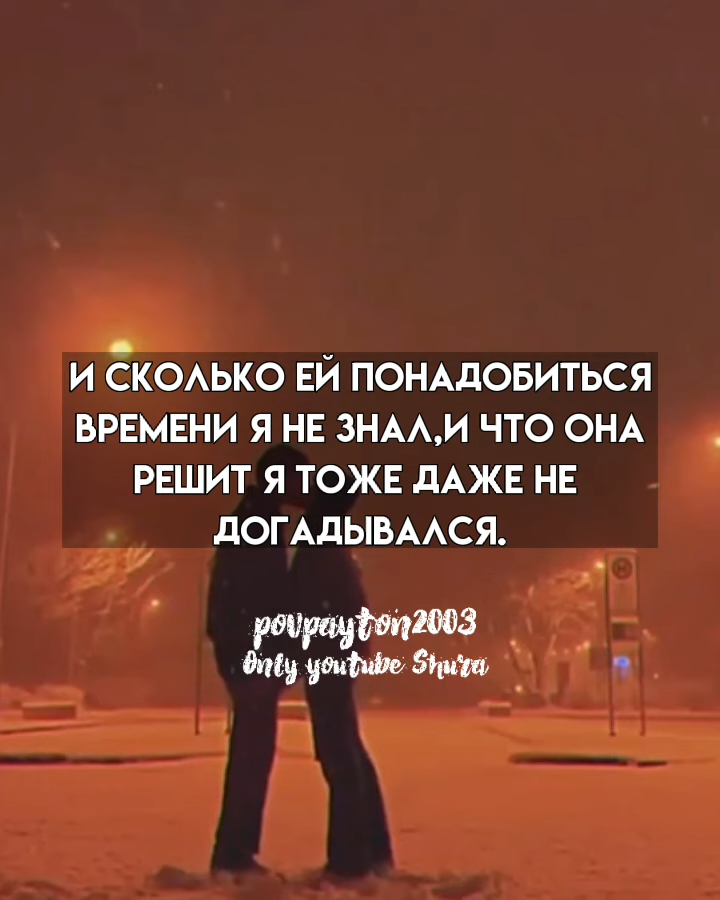 И СКОЛЬКО ЕЙ ПОНАДОБИТЬСЯ
ВРЕМЕНИ Я НЕ ЗНАЛ,И ЧТО ОНА
РЕШИТ Я ТОЖЕ ДАЖЕ НЕ
ДОГАДЫВАЛСЯ.
povpayton2003
Only youtube Shura